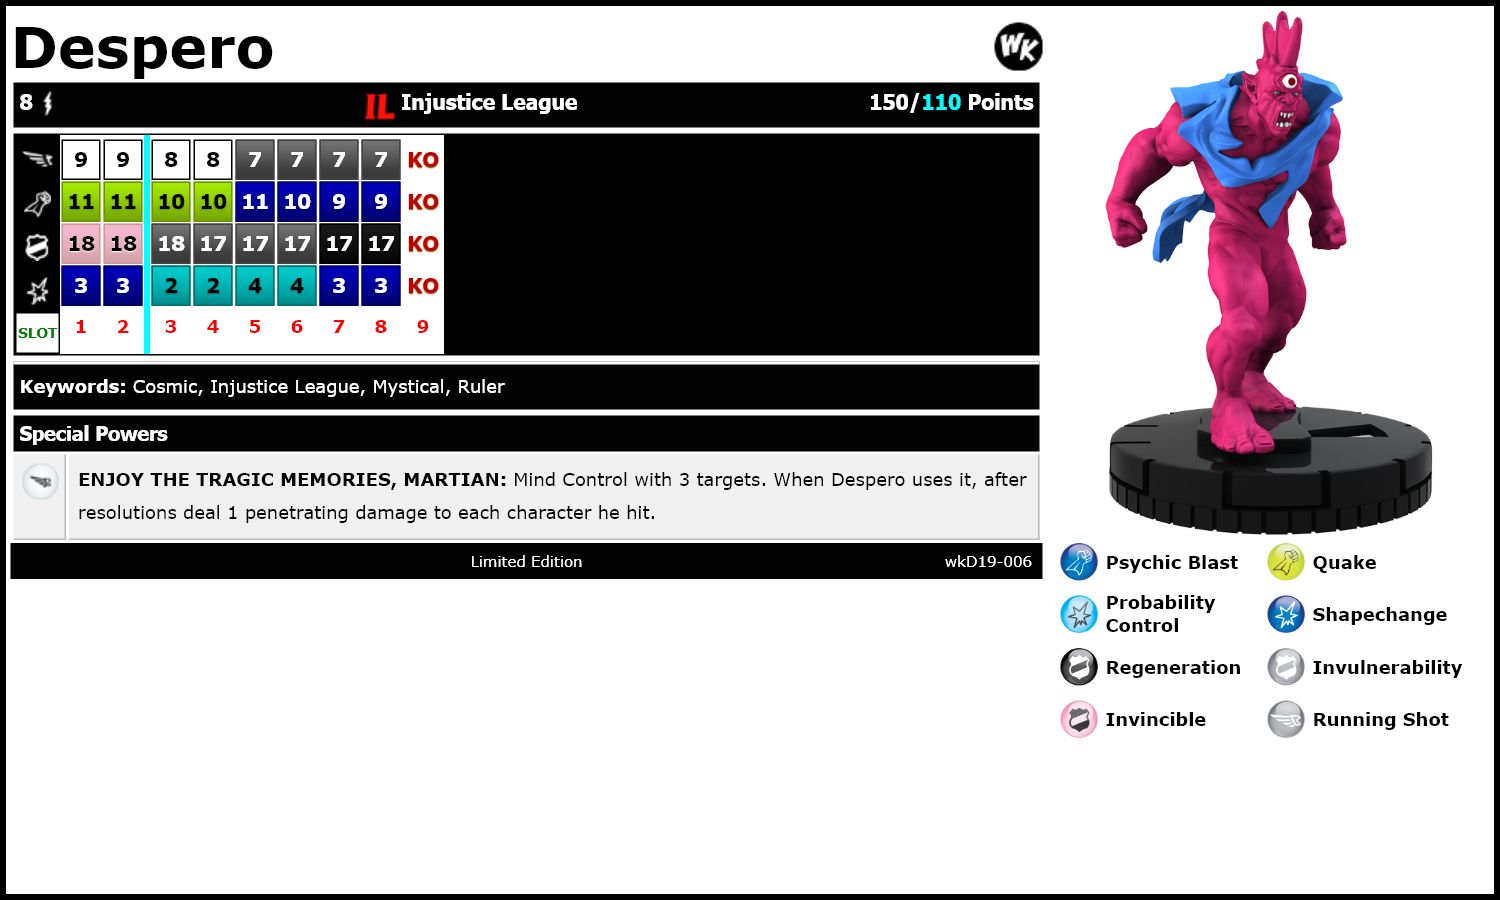 Despero
WK
8 IL Injustice League 150/110 Points
9 9 8 8 7 7 7 7 KO
11 11 10 10 11 10 9 9 KO
18 18 18 17 17 17 17 17 KO
3 3 2 2 4 4 3 3 KO
SLOT 1 2 3 4 5 6 7 8 9
Keywords: Cosmic, Injustice League, Mystical, Ruler
Special Powers
ENJOY THE TRAGIC MEMORIES, MARTIAN: Mind Control with 3 targets. When Despero uses it, after
resolutions deal 1 penetrating damage to each character he hit.
Limited Edition wkD19-006
Psychic Blast Quake
Probability
Control
Shapechange
Regeneration Invulnerability
Invincible Running Shot